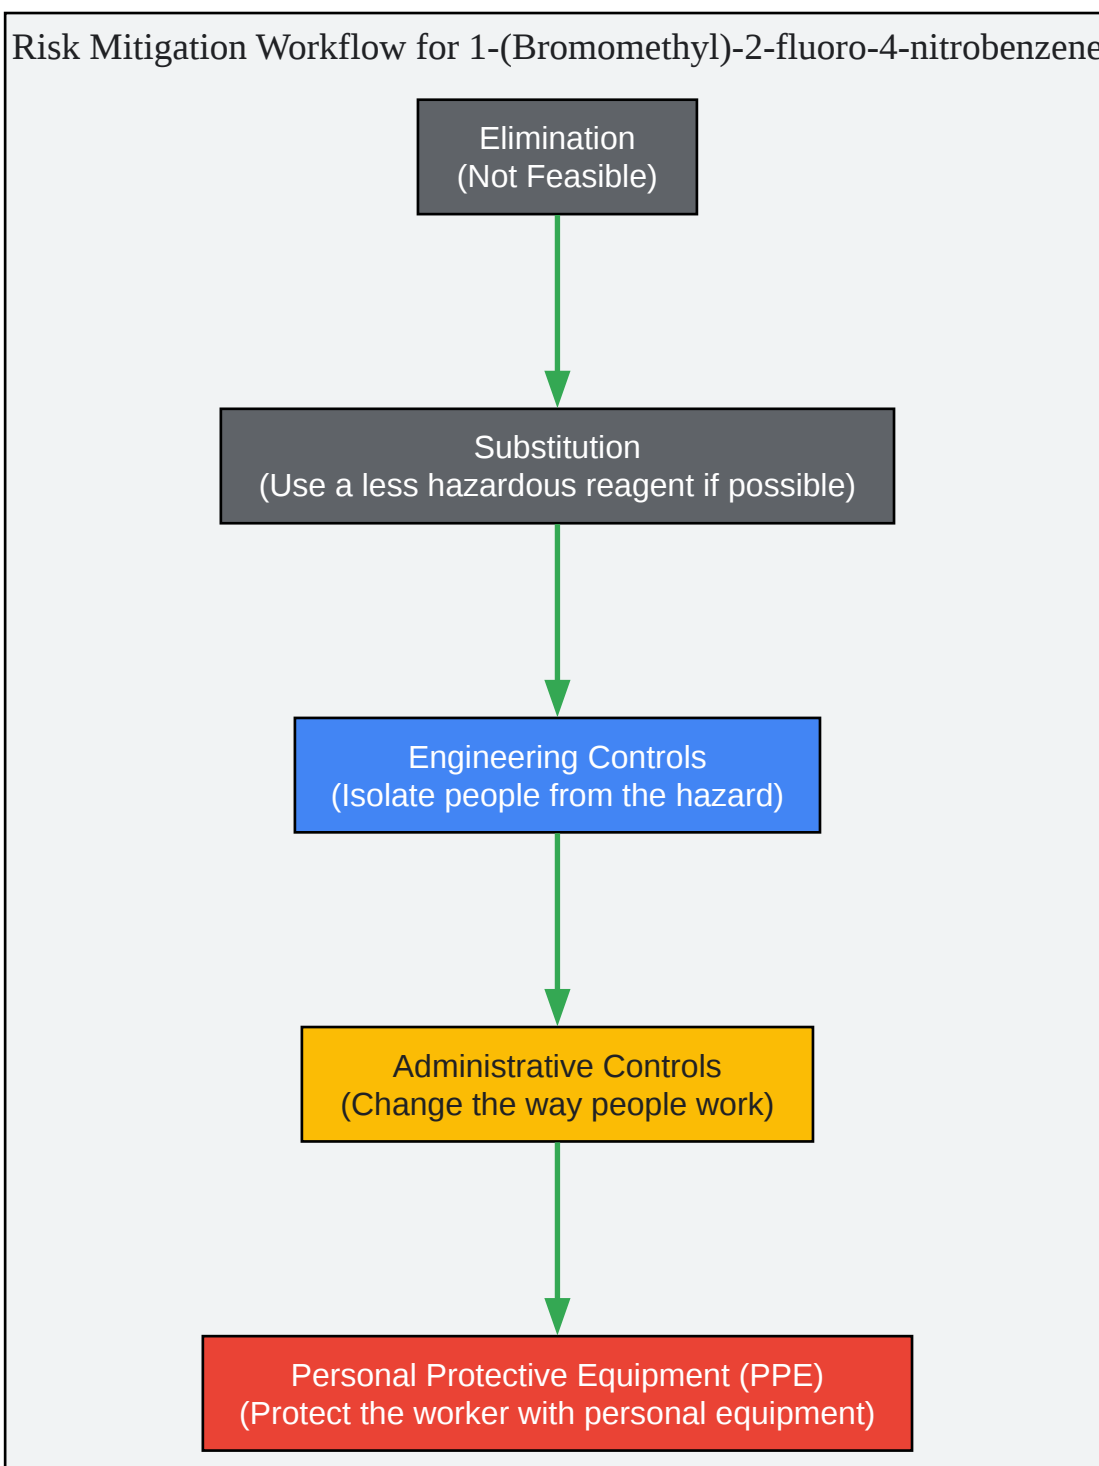 Risk Mitigation Workflow for 1-(Bromomethyl)-2-fluoro-4-nitrobenzene
Elimination
(Not Feasible)
Substitution
(Use a less hazardous reagent if possible)
Engineering Controls
(Isolate people from the hazard)
Administrative Controls
(Change the way people work)
Personal Protective Equipment (PPE)
(Protect the worker with personal equipment)